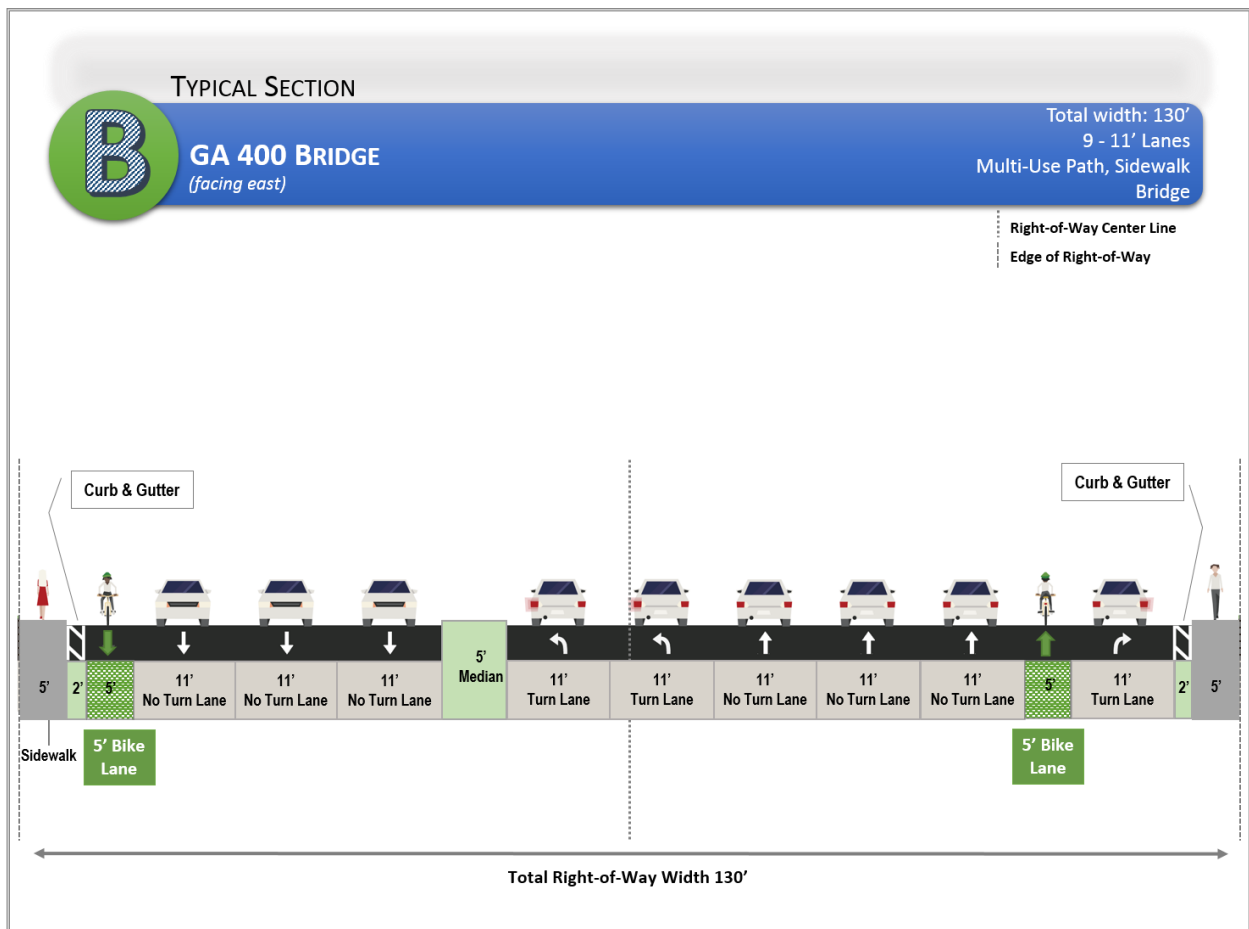 TYPICAL SECTION
B
GA 400 BRIDGE
(facing east)
Total width: 130’
9 - 11’ Lanes
Multi-Use Path, Sidewalk
Bridge
Right-of-Way Center Line
Edge of Right-of-Way
Curb & Gutter
Curb & Gutter
5’
2’
5’
11’
No Turn Lane
11’
No Turn Lane
11’
No Turn Lane
5’
Median
11’
Turn Lane
11’
Turn Lane
11’
No Turn Lane
11’
No Turn Lane
11’
No Turn Lane
5’
11’
Turn Lane
2’
5’
Sidewalk
5’ Bike
Lane
5’ Bike
Lane
Total Right-of-Way Width 130’